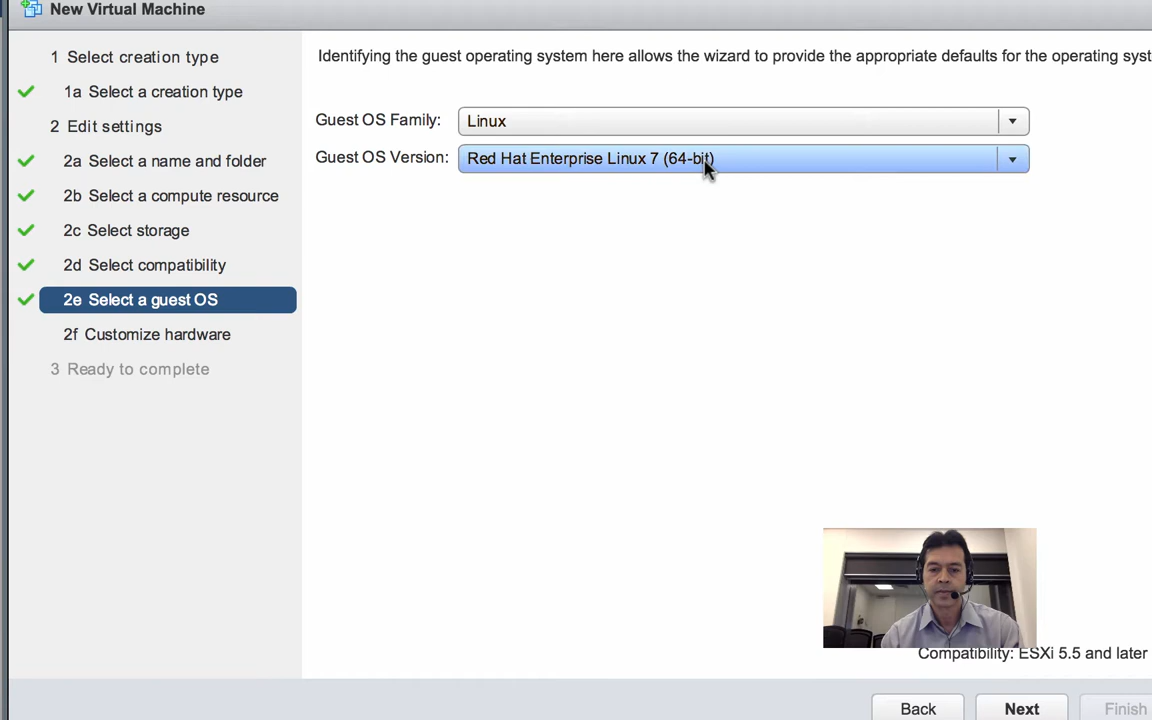 New Virtual Machine
1 Select creation type
1a Select a creation type
2 Edit settings
2a Select a name and folder
2b Select a compute resource
2c Select storage
2d Select compatibility
2e Select a guest OS
2f Customize hardware
3 Ready to complete
Identifying the guest operating system here allows the wizard to provide the appropriate defaults for the operating syst
Guest OS Family: Linux
Guest OS Version: Red Hat Enterprise Linux 7 (64-bit)
Compatibility: ESXi 5.5 and later
Back Next Finish